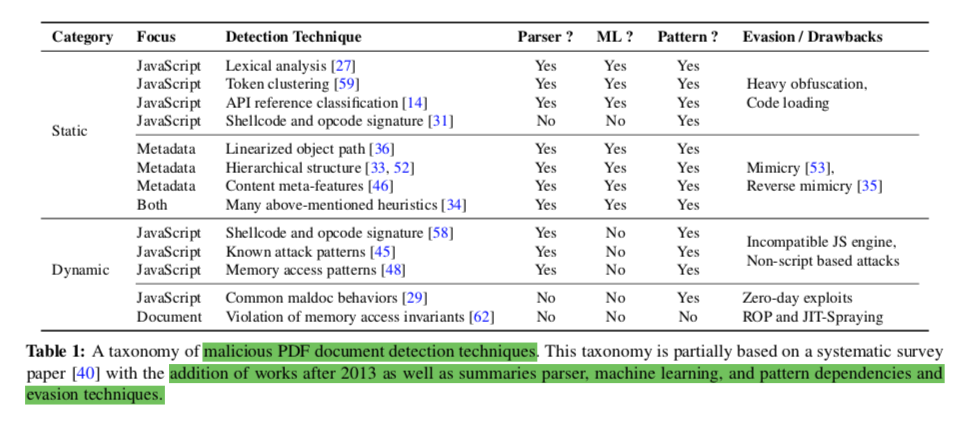 Category Focus Detection Technique Parser ? ML ? Pattern ? Evasion / Drawbacks
JavaScript Lexical analysis [27] Yes Yes Yes
JavaScript Token clustering [59] Yes Yes Yes Heavy obfuscation,
JavaScript API reference classification [14] Yes Yes Yes Code loading
JavaScript Shellcode and opcode signature [31] No No Yes
Static
Metadata Linearized object path [36] Yes Yes Yes
Metadata Hierarchical structure [33, 52] Yes Yes Yes Mimicry [53],
Metadata Content meta-features [46] Yes Yes Yes Reverse mimicry [35]
Both Many above-mentioned heuristics [34] Yes Yes Yes
JavaScript Shellcode and opcode signature [58] Yes No Yes
JavaScript Known attack patterns [45] Yes No Yes Incompatible JS engine,
Dynamic JavaScript Memory access patterns [48] Yes No Yes Non-script based attacks
JavaScript Common maldoc behaviors [29] No No Yes Zero-day exploits
Document Violation of memory access invariants [62] No No No ROP and JIT-Spraying
Table 1: A taxonomy of malicious PDF document detection techniques. This taxonomy is partially based on a systematic survey
paper [40] with the addition of works after 2013 as well as summaries parser, machine learning, and pattern dependencies and
evasion techniques.